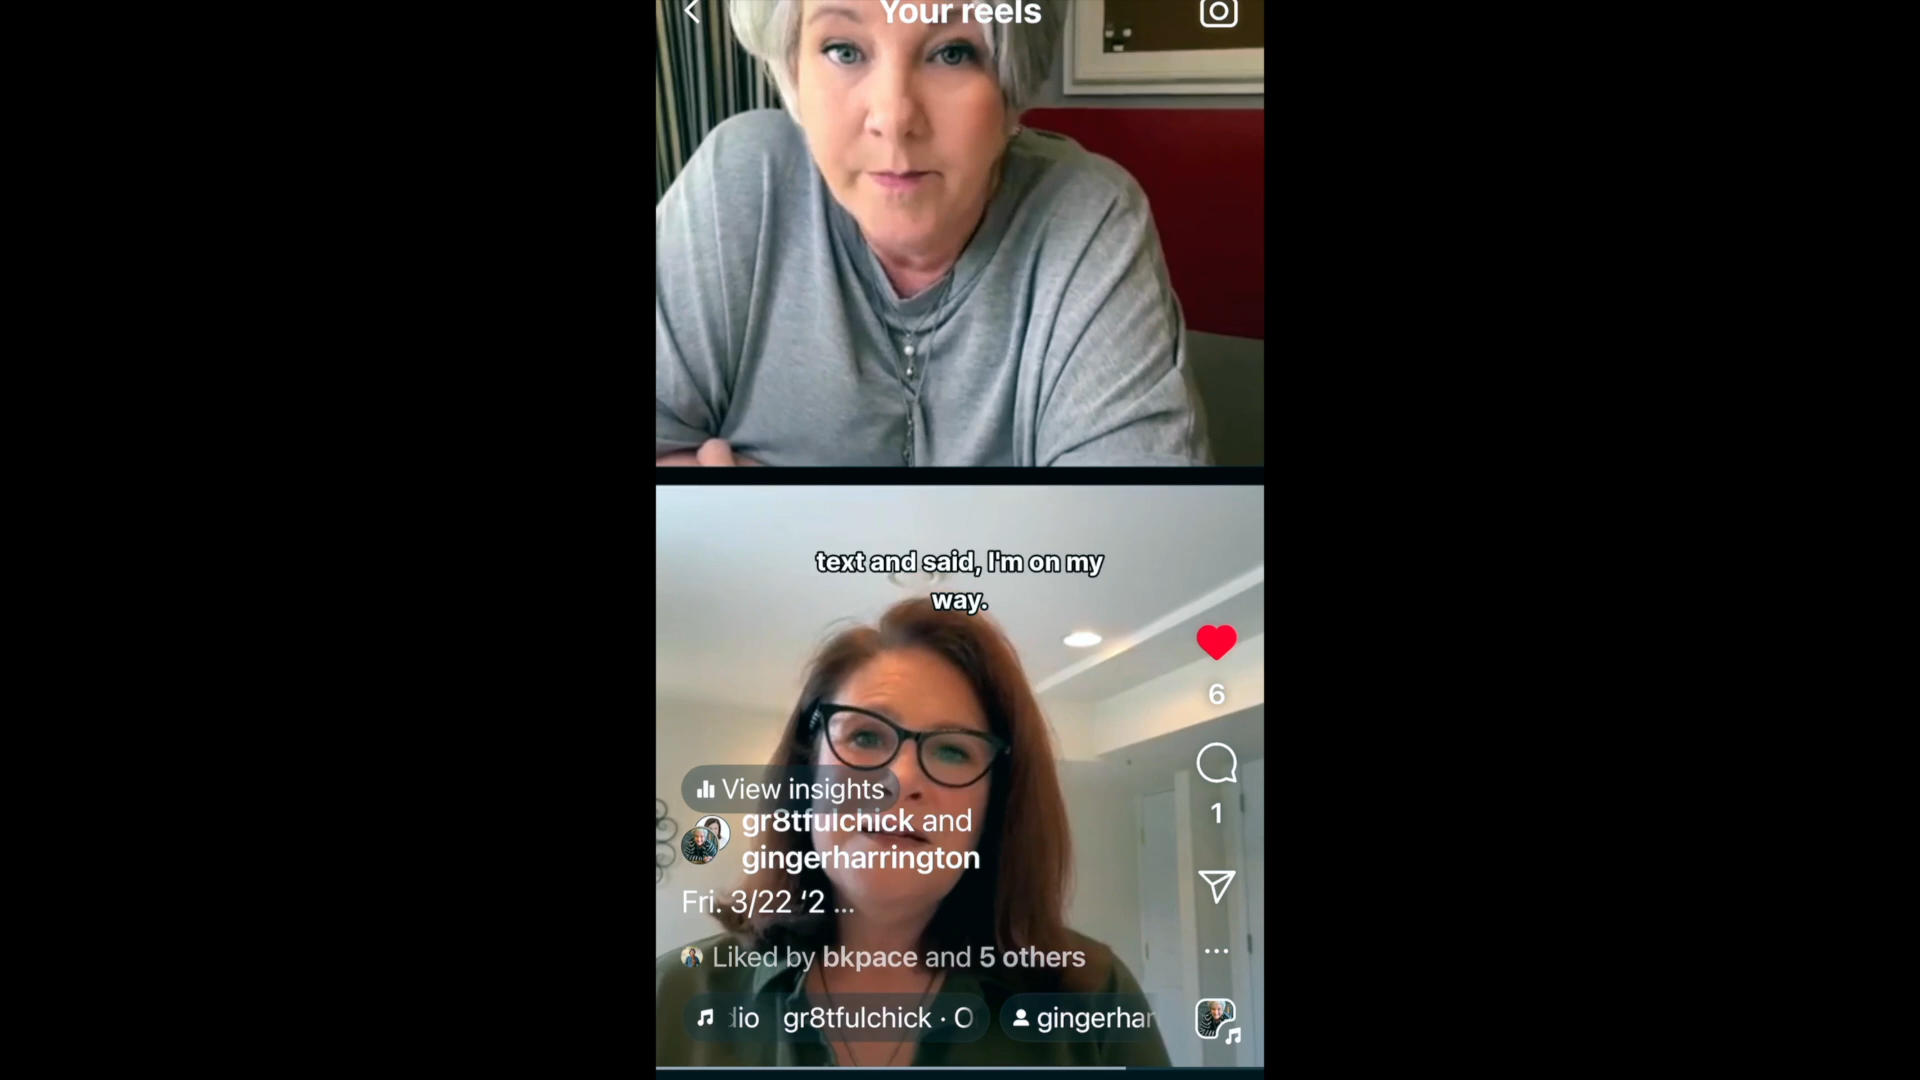 Your reels
text and said, I'm on my
way.
6
View insights
gr8tfulchick and
gingerharrington
1
Fri. 3/22 ‘2 ...
Liked by bkpace and 5 others
dio gr8tfulchick · O
gingerhar